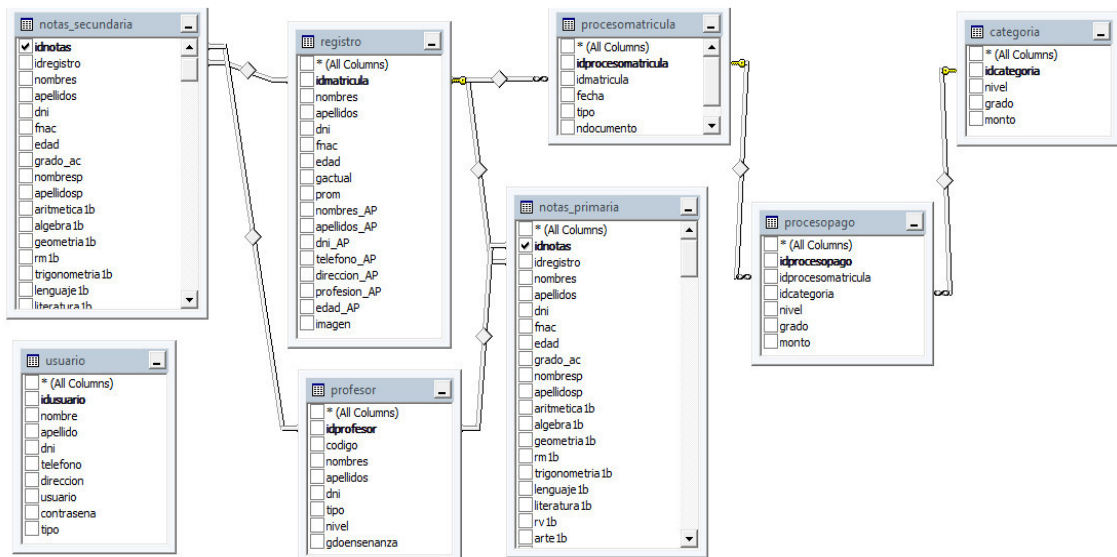 notas_secundaria
idnotas
idregistro
nombres
apellidos
dni
fnac
edad
grado_ac
nombresp
apellidosp
aritmetica1b
algebra1b
geometria1b
rm1b
trigonometria1b
lenguaje1b
literatura1b
registro
* (All Columns)
idmatricula
nombres
apellidos
dni
fnac
edad
gactual
prom
nombres_AP
apellidos_AP
dni_AP
telefono_AP
direccion_AP
profesion_AP
edad_AP
imagen
procesomatricula
* (All Columns)
idprocesomatricula
idmatricula
fecha
tipo
ndocumento
categoria
* (All Columns)
idcategoria
nivel
grado
monto
notas_primaria
* (All Columns)
idnotas
idregistro
nombres
apellidos
dni
fnac
edad
grado_ac
nombresp
apellidosp
aritmetica1b
algebra1b
geometria1b
rm1b
trigonometria1b
lenguaje1b
literatura1b
rv1b
arte1b
procesopago
* (All Columns)
idprocesopago
idprocesomatricula
idcategoria
nivel
grado
monto
usuario
* (All Columns)
idusuario
nombre
apellido
dni
telefono
direccion
usuario
contrasena
tipo
profesor
* (All Columns)
idprofesor
codigo
nombres
apellidos
dni
tipo
nivel
gdoensenanza